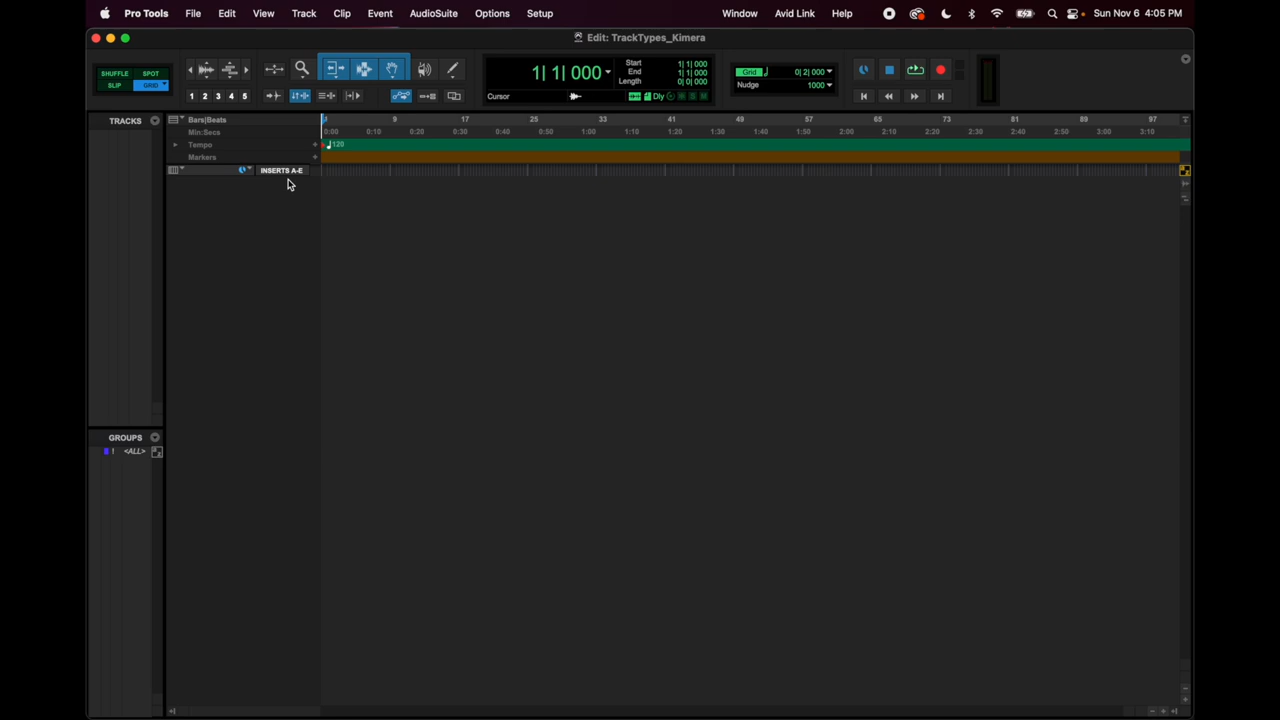 Pro Tools File Edit View Track Clip Event AudioSuite Options Setup Window Avid Link Help Sun Nov 6 4:05 PM
Edit: TrackTypes_Kimera
SHUFFLE SPOT
SLIP GRID
1 2 3 4 5
1| 1| 000
Start 1| 1| 000
End 1| 1| 000
Length 0| 0| 000
Cursor Dly S M
Grid 0| 2| 000
Nudge 1000
TRACKS
Bars|Beats 1 9 17 25 33 41 49 57 65 73 81 89 97
Min:Secs 0:00 0:10 0:20 0:30 0:40 0:50 1:00 1:10 1:20 1:30 1:40 1:50 2:00 2:10 2:20 2:30 2:40 2:50 3:00 3:10
Tempo + 120
Markers +
INSERTS A-E
GROUPS
! <ALL>